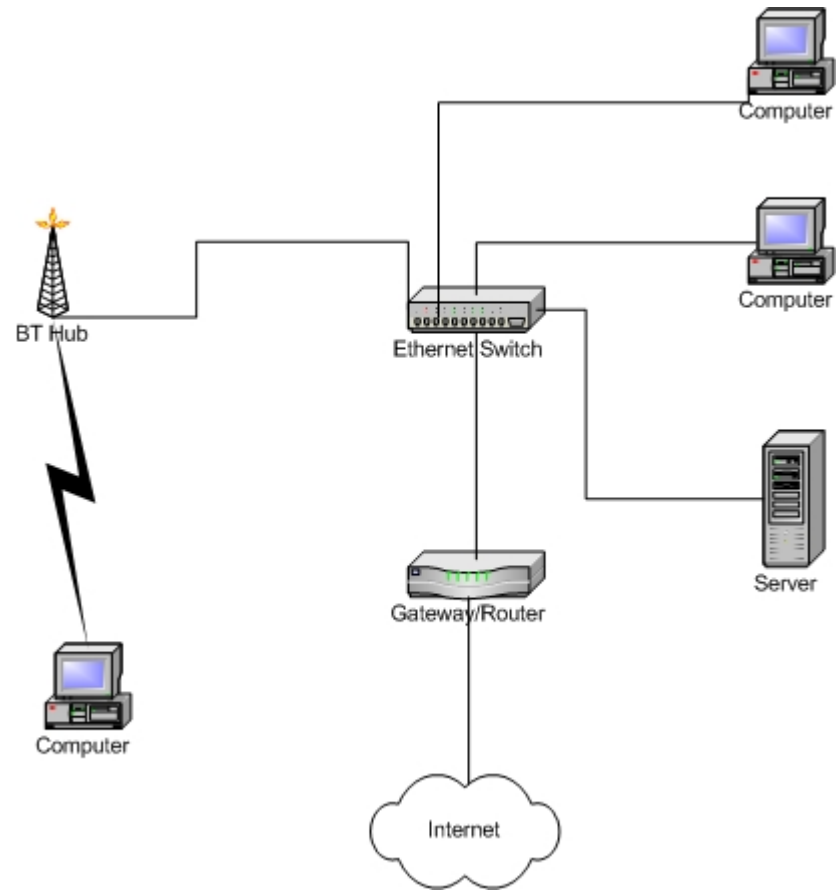 Computer
Computer
BT Hub
Ethernet Switch
Server
Gateway/Router
Computer
Internet